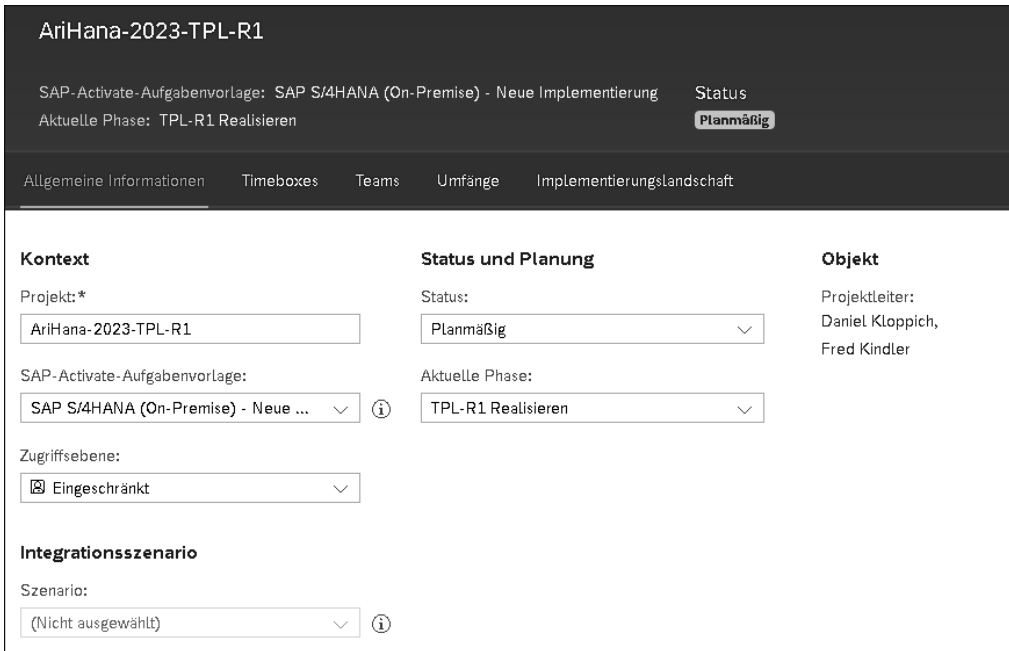 AriHana-2023-TPL-R1
SAP-Activate-Aufgabenvorlage: SAP S/4HANA (On-Premise) - Neue Implementierung
Status
Aktuelle Phase: TPL-R1 Realisieren
Planmäßig
Allgemeine Informationen
Timeboxes
Teams
Umfänge
Implementierungslandschaft
Kontext
Projekt:*
AriHana-2023-TPL-R1
SAP-Activate-Aufgabenvorlage:
SAP S/4HANA (On-Premise) - Neue ...
Zugriffsebene:
Eingeschränkt
Integrationsszenario
Szenario:
(Nicht ausgewählt)
Status und Planung
Status:
Planmäßig
Aktuelle Phase:
TPL-R1 Realisieren
Objekt
Projektleiter:
Daniel Kloppich,
Fred Kindler